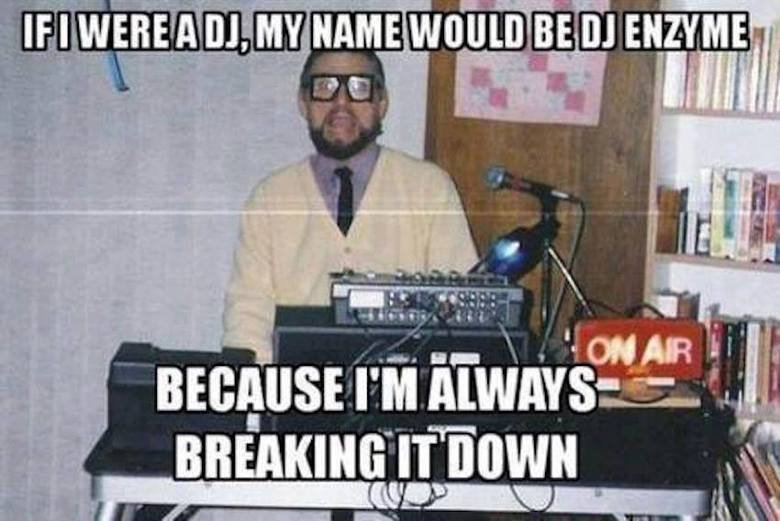 IF I WERE A DJ, MY NAME WOULD BE DJ ENZYME
ON AIR
BECAUSE I'M ALWAYS
BREAKING IT DOWN